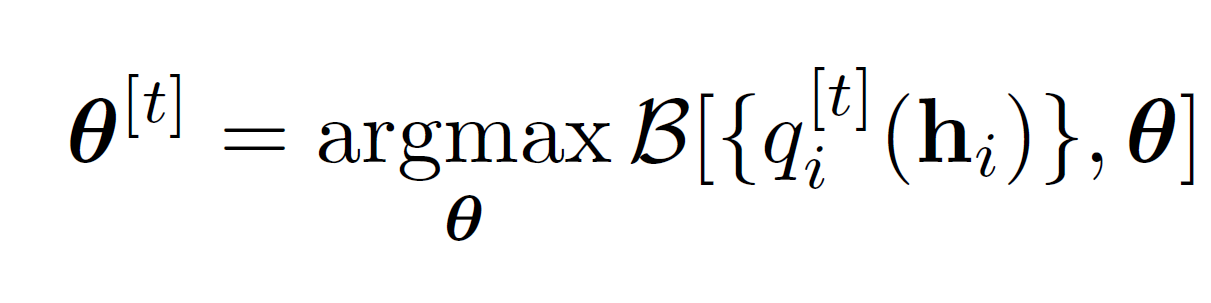 𝜽^[t] = argmax_𝜽 ℬ[{q_i^[t](𝐡_i)}, 𝜽]